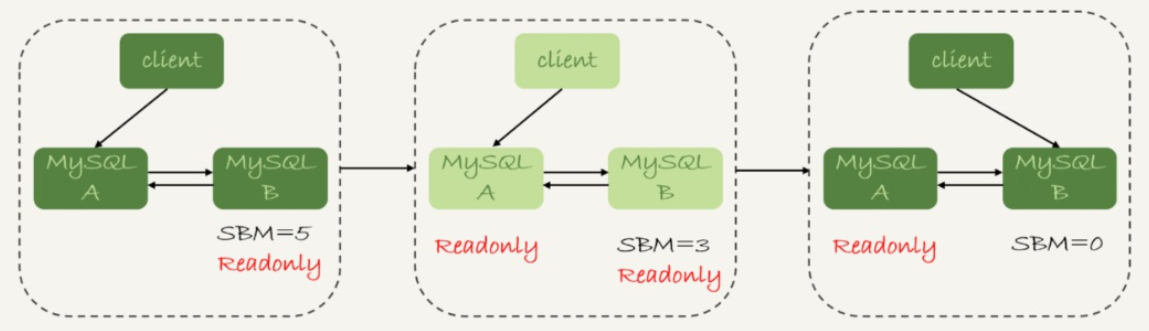 client
MySQL
A
MySQL
B
SBM=5
Readonly
client
MySQL
A
MySQL
B
Readonly
SBM=3
Readonly
client
MySQL
A
MySQL
B
Readonly
SBM=0